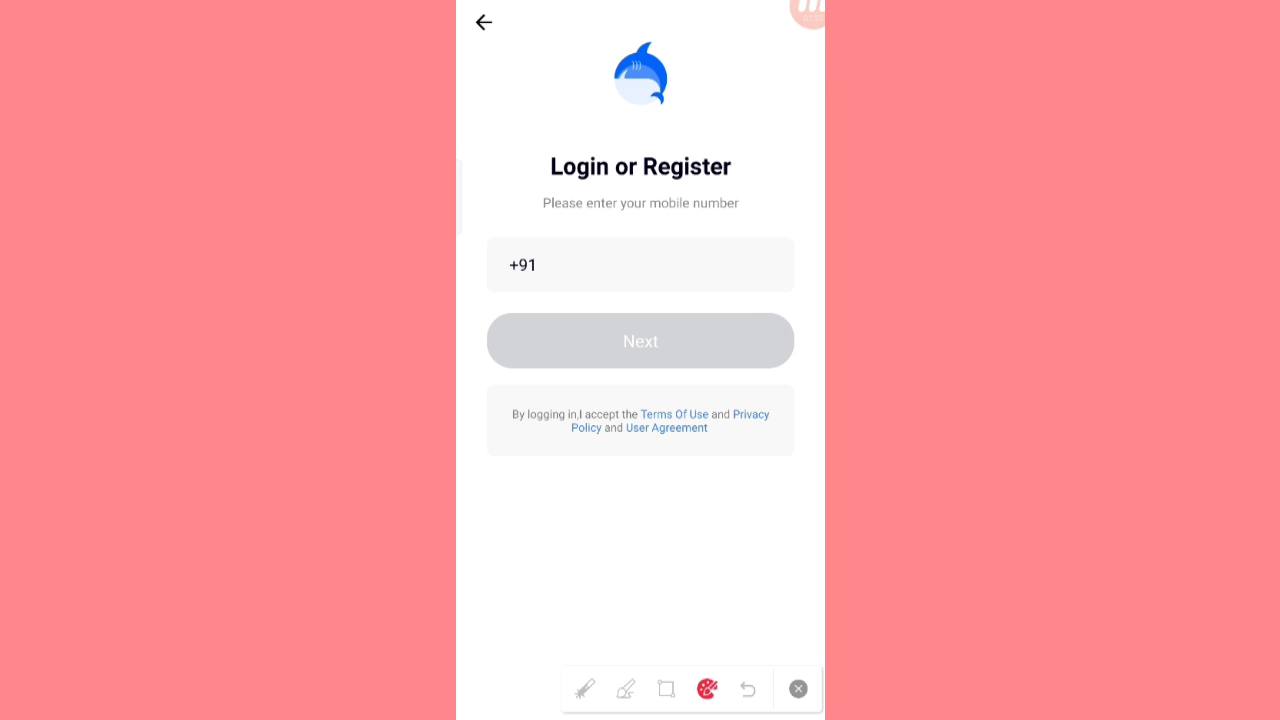 Login or Register
Please enter your mobile number
+91
Next
By logging in,I accept the Terms Of Use and Privacy
Policy and User Agreement